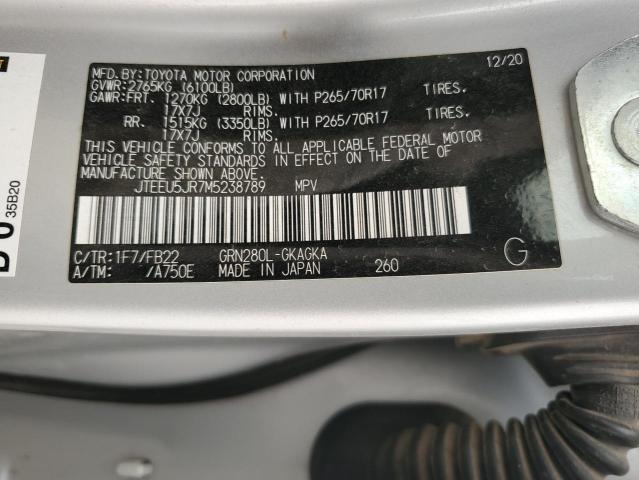 12/20
MFD.BY:TOYOTA MOTOR CORPORATION
GVWR:2765KG (6100LB)
GAWR:FRT. 1270KG (2800LB) WITH P265/70R17 TIRES.
17X7J RIMS.
RR. 1515KG (3350LB) WITH P265/70R17 TIRES.
17X7J RIMS.
THIS VEHICLE CONFORMS TO ALL APPLICABLE FEDERAL MOTOR
VEHICLE SAFETY STANDARDS IN EFFECT ON THE DATE OF
MANUFACTURE SHOWN ABOVE.
JTEEU5JR7M5238789 MPV
C/TR:1F7/FB22 GRN280L-GKAGKA
A/TM: /A750E MADE IN JAPAN 260
G
35B20